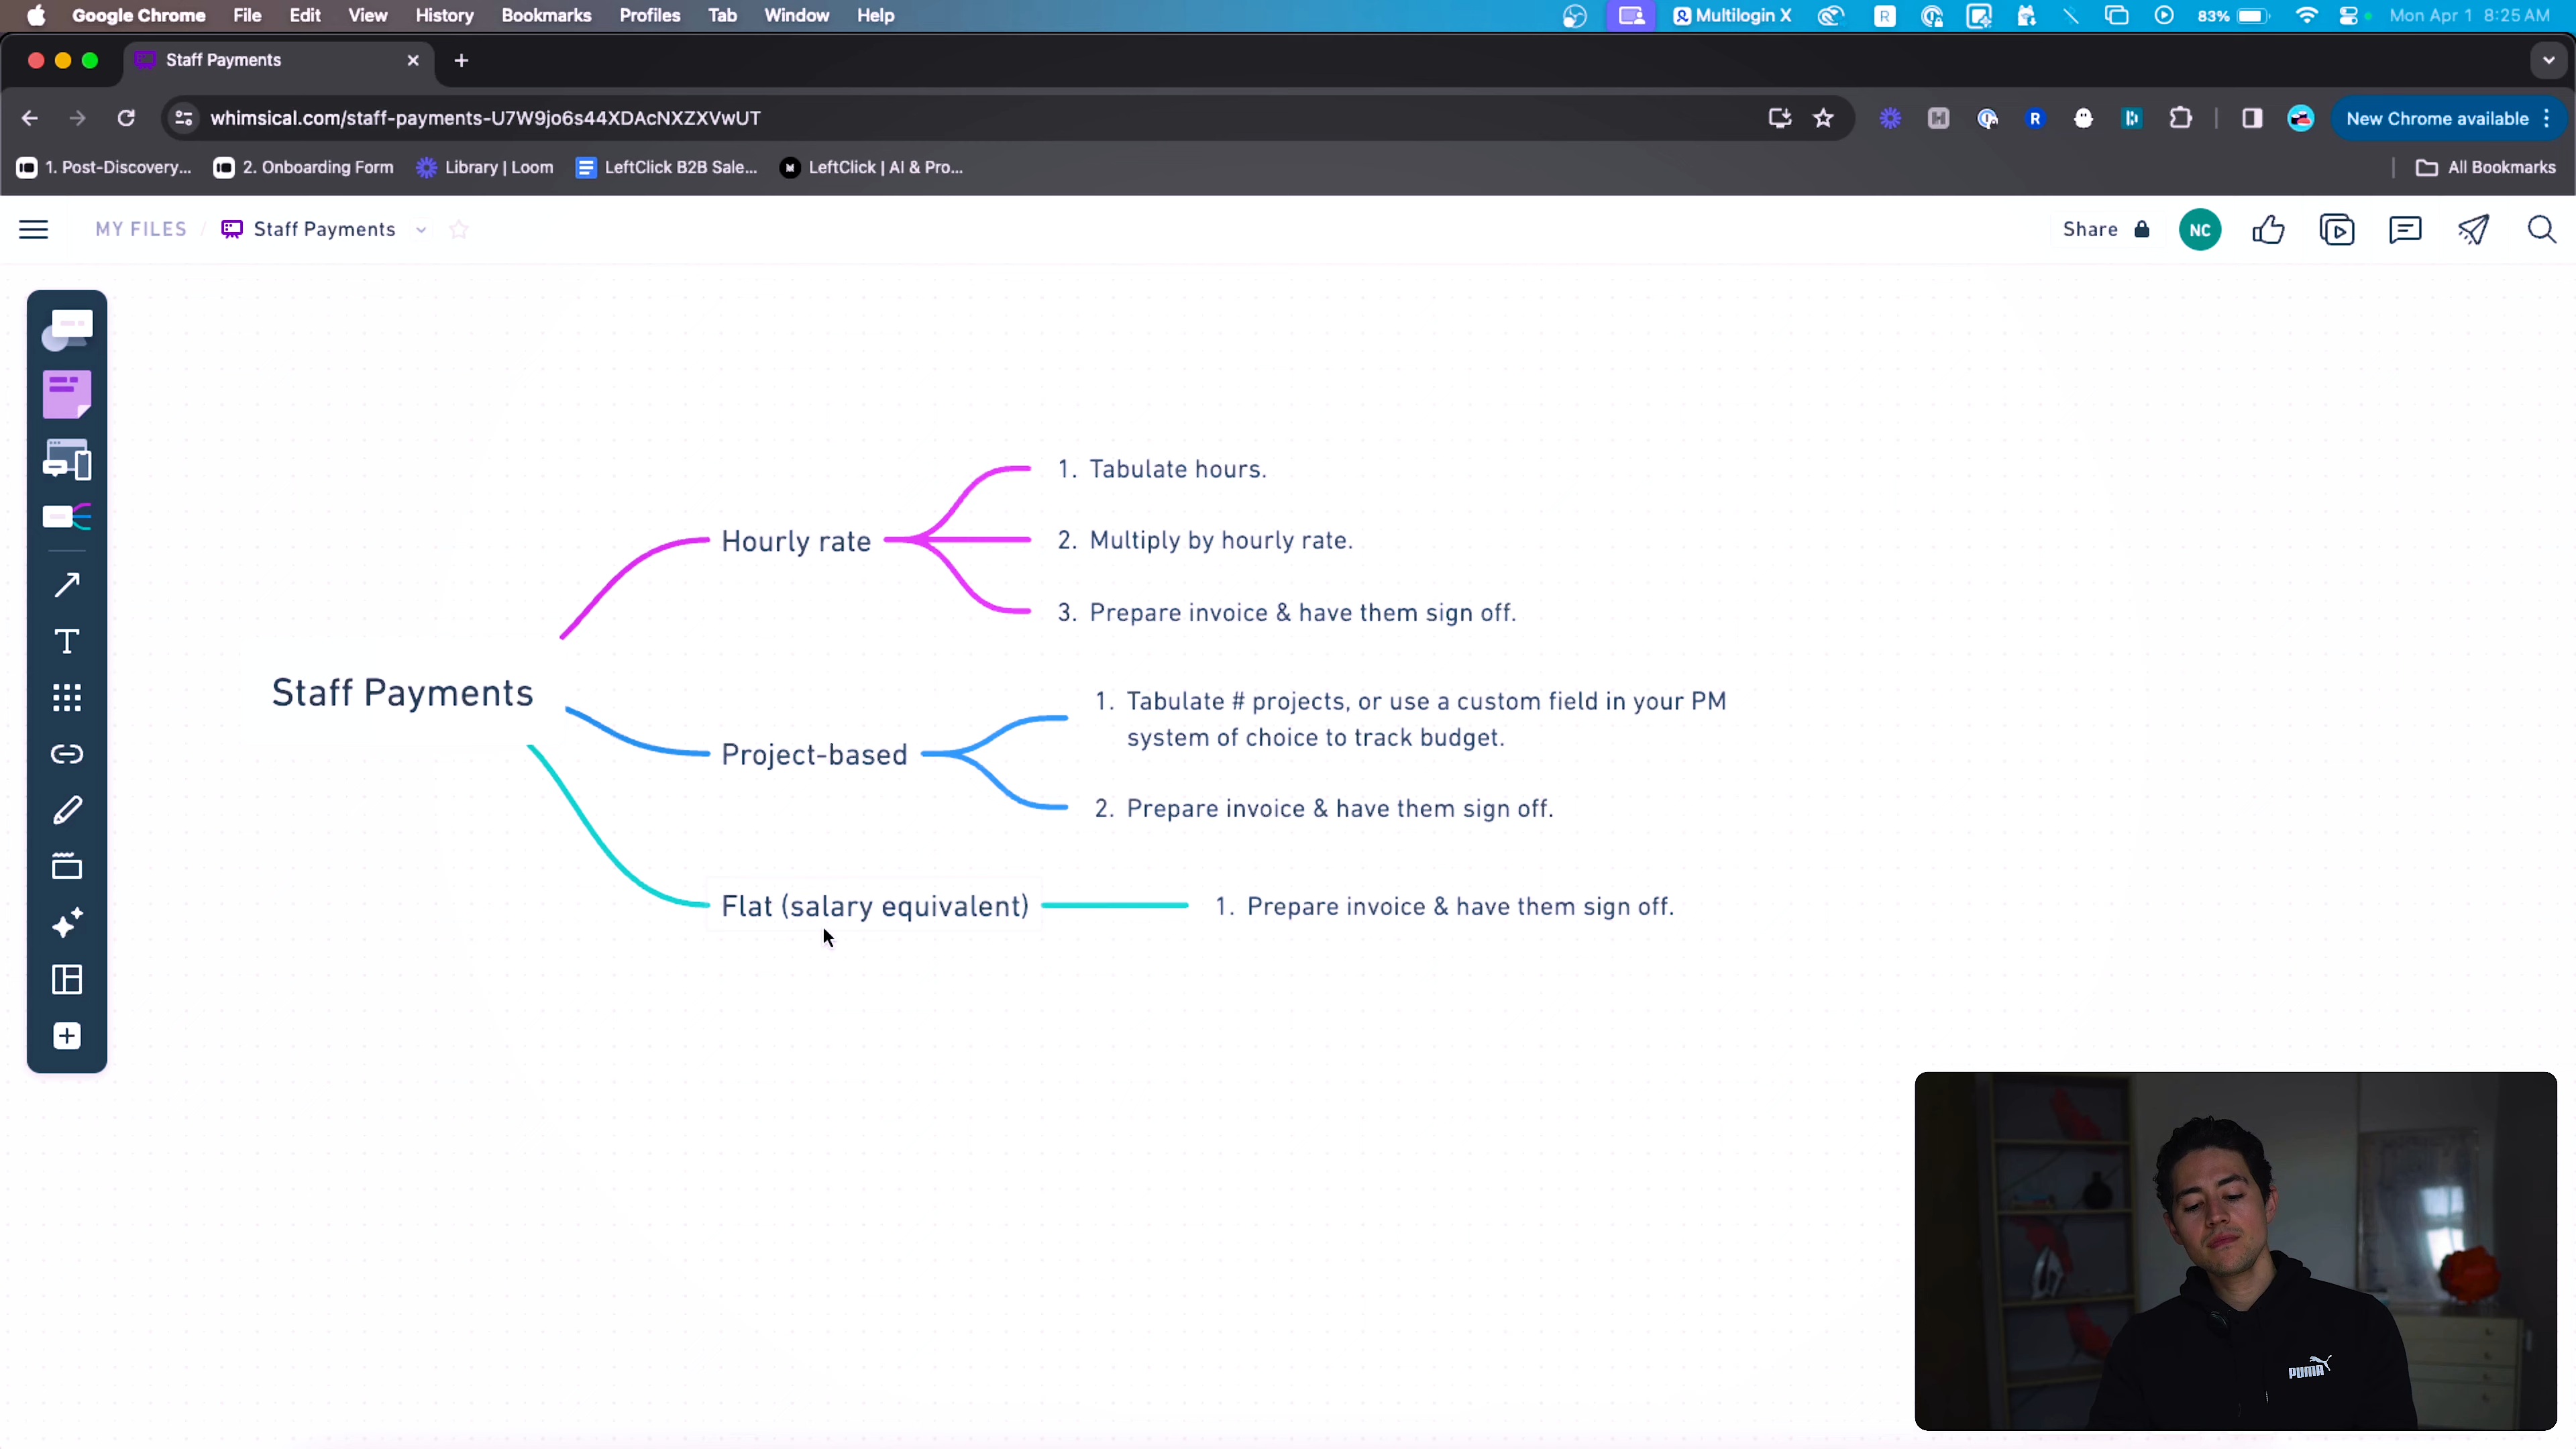 Google Chrome File Edit View History Bookmarks Profiles Tab Window Help Multilogin X 83% Mon Apr 1 8:25 AM
Staff Payments
whimsical.com/staff-payments-U7W9jo6s44XDAcNXZXVwUT New Chrome available
1. Post-Discovery... 2. Onboarding Form Library | Loom LeftClick B2B Sale... LeftClick | AI & Pro... All Bookmarks
MY FILES / Staff Payments Share NC
1. Tabulate hours.
Hourly rate 2. Multiply by hourly rate.
3. Prepare invoice & have them sign off.
Staff Payments
1. Tabulate # projects, or use a custom field in your PM
system of choice to track budget.
Project-based
2. Prepare invoice & have them sign off.
Flat (salary equivalent) 1. Prepare invoice & have them sign off.
PUMA